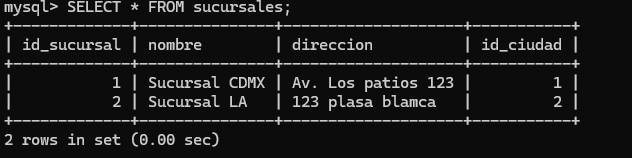 mysql> SELECT * FROM sucursales;
+-------------+---------------+--------------------+-----------+
| id_sucursal | nombre        | direccion          | id_ciudad |
+-------------+---------------+--------------------+-----------+
|           1 | Sucursal CDMX | Av. Los patios 123 |         1 |
|           2 | Sucursal LA   | 123 plasa blamca   |         2 |
+-------------+---------------+--------------------+-----------+
2 rows in set (0.00 sec)